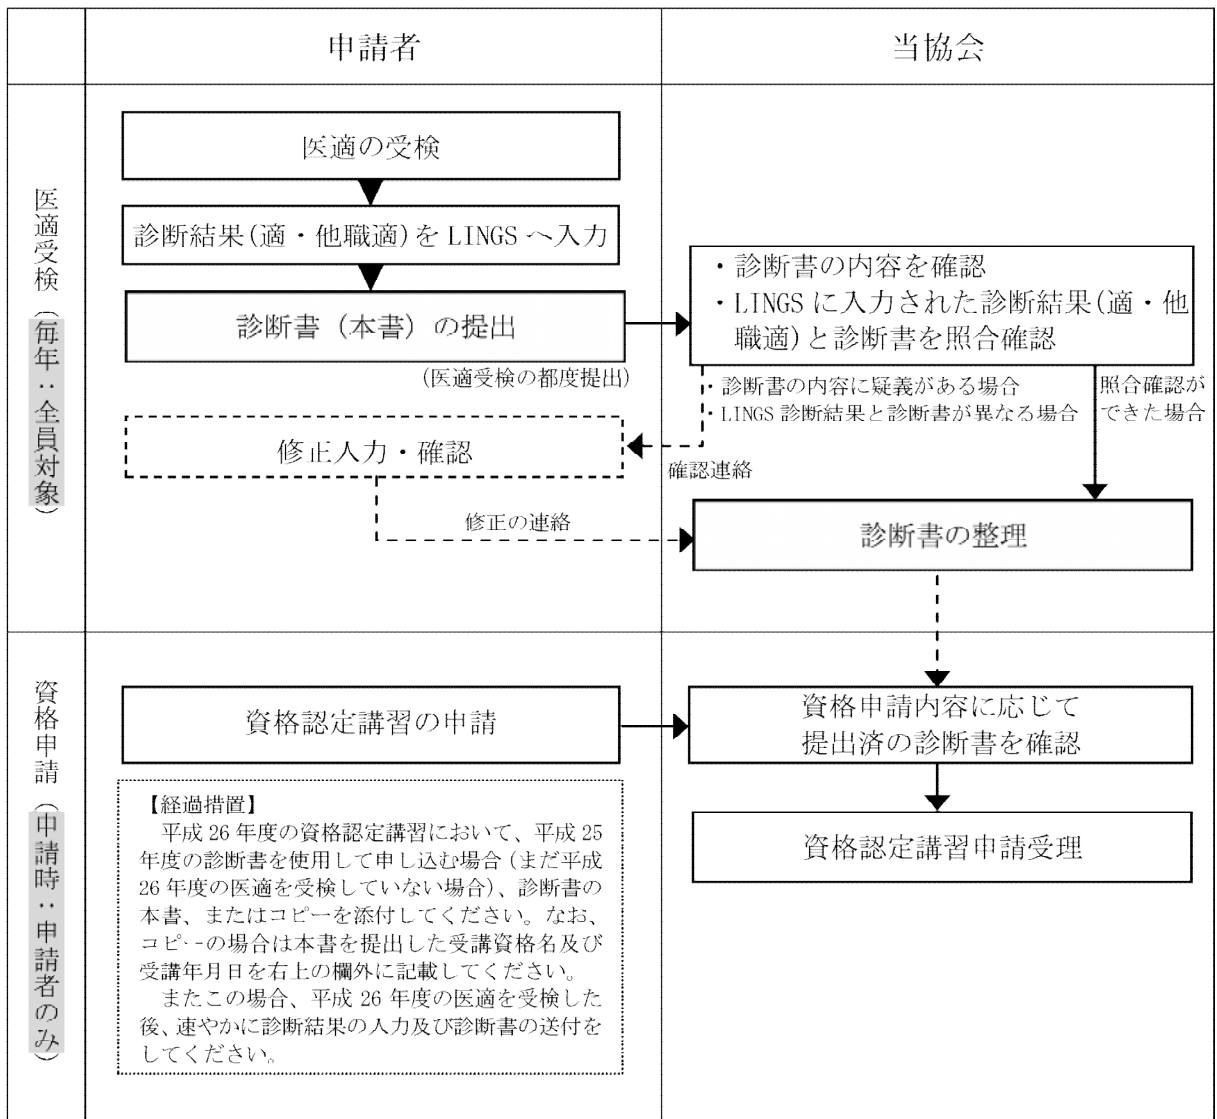 申請者
当協会
医適受検（毎年：全員対象）
医適の受検
診断結果(適・他職適)を LINGS へ入力
診断書（本書）の提出
(医適受検の都度提出)
・診断書の内容を確認
・LINGS に入力された診断結果(適・他
職適)と診断書を照合確認
・診断書の内容に疑義がある場合
・LINGS 診断結果と診断書が異なる場合
照合確認が
できた場合
修正入力・確認
確認連絡
修正の連絡
診断書の整理
資格申請（申請時：申請者のみ）
資格認定講習の申請
資格申請内容に応じて
提出済の診断書を確認
資格認定講習申請受理
【経過措置】
平成 26 年度の資格認定講習において、平成 25
年度の診断書を使用して申し込む場合(まだ平成
26 年度の医適を受検していない場合)、診断書の
本書、またはコピーを添付してください。なお、
コピーの場合は本書を提出した受講資格名及び
受講年月日を右上の欄外に記載してください。
またこの場合、平成 26 年度の医適を受検した
後、速やかに診断結果の入力及び診断書の送付を
してください。